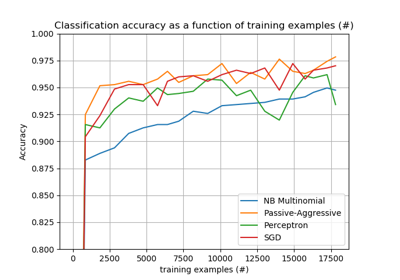 Classification accuracy as a function of training examples (#)
1.000
0.975
0.950
0.925
0.900
0.875
0.850
0.825
0.800
Accuracy
NB Multinomial
Passive-Aggressive
Perceptron
SGD
0 2500 5000 7500 10000 12500 15000 17500
training examples (#)